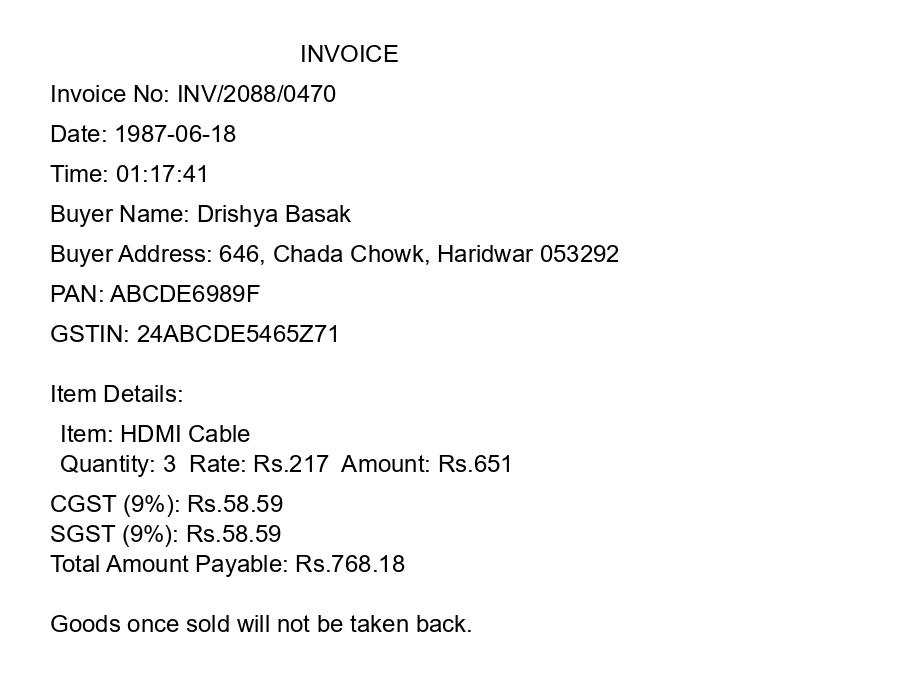 INVOICE
Invoice No: INV/2088/0470
Date: 1987-06-18
Time: 01:17:41
Buyer Name: Drishya Basak
Buyer Address: 646, Chada Chowk, Haridwar 053292
PAN: ABCDE6989F
GSTIN: 24ABCDE5465Z71
Item Details:
Item: HDMI Cable
Quantity: 3  Rate: Rs.217  Amount: Rs.651
CGST (9%): Rs.58.59
SGST (9%): Rs.58.59
Total Amount Payable: Rs.768.18
Goods once sold will not be taken back.